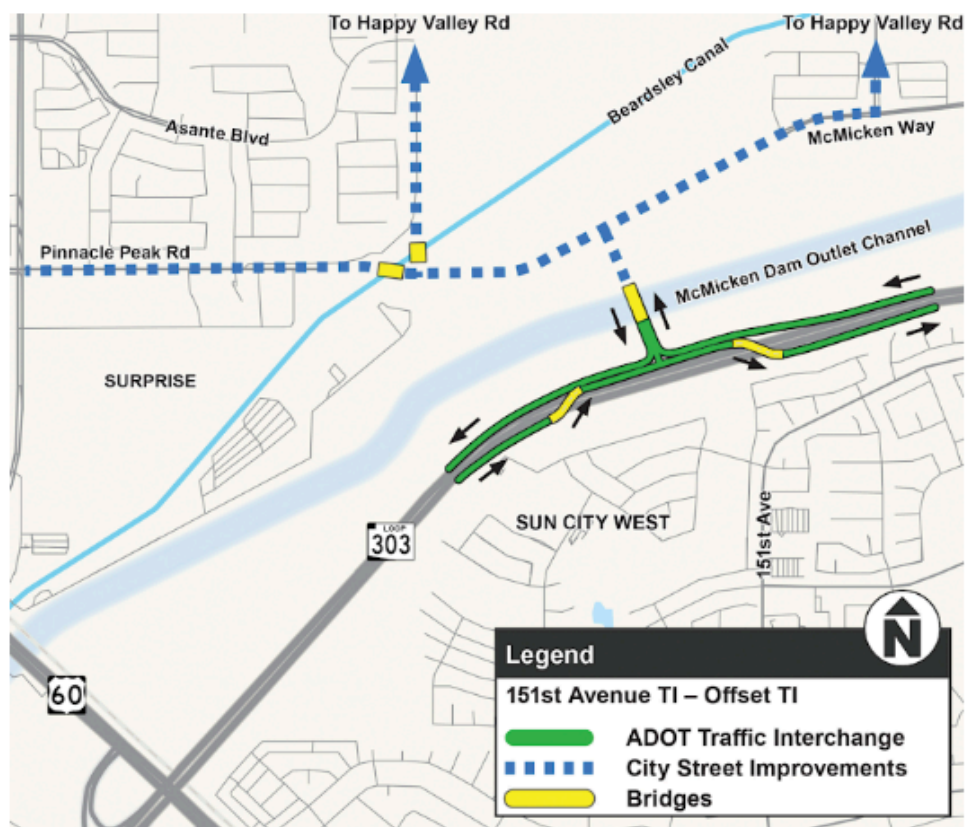 To Happy Valley Rd
To Happy Valley Rd
Beardsley Canal
Asante Blvd
McMicken Way
Pinnacle Peak Rd
McMicken Dam Outlet Channel
SURPRISE
SUN CITY WEST
LOOP
303
151st Ave
60
N
Legend
151st Avenue TI – Offset TI
ADOT Traffic Interchange
City Street Improvements
Bridges